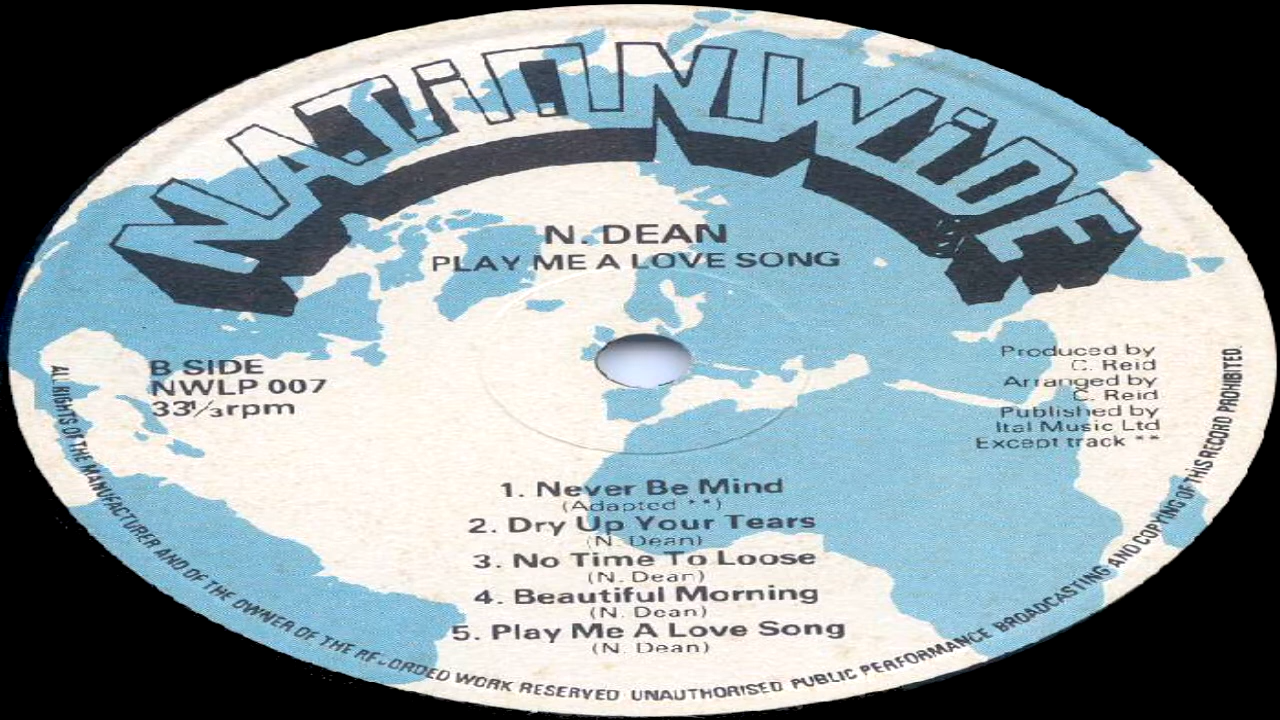 NATIONWIDE
N. DEAN
PLAY ME A LOVE SONG
B SIDE
NWLP 007
33⅓rpm
Produced by
C. Reid
Arranged by
C. Reid
Published by
Ital Music Ltd
Except track **
1. Never Be Mind
(Adapted **)
2. Dry Up Your Tears
(N. Dean)
3. No Time To Loose
(N. Dean)
4. Beautiful Morning
(N. Dean)
5. Play Me A Love Song
(N. Dean)
ALL RIGHTS OF THE MANUFACTURER AND OF THE OWNER OF THE RECORDED WORK RESERVED UNAUTHORISED PUBLIC PERFORMANCE BROADCASTING AND COPYING OF THIS RECORD PROHIBITED.